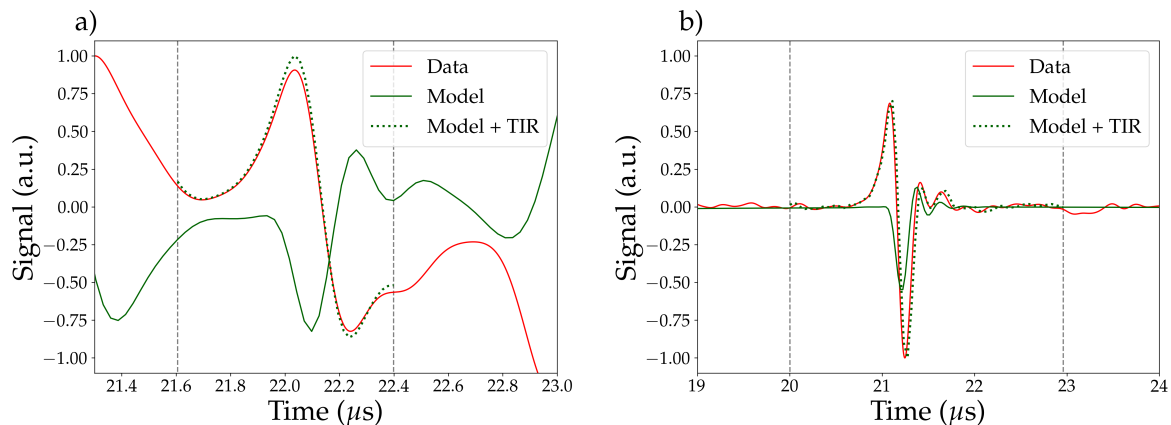 a)
Signal (a.u.)
1.00
0.75
0.50
0.25
0.00
−0.25
−0.50
−0.75
−1.00
Data
Model
Model + TIR
21.4 21.6 21.8 22.0 22.2 22.4 22.6 22.8 23.0
Time (μs)
b)
Signal (a.u.)
1.00
0.75
0.50
0.25
0.00
−0.25
−0.50
−0.75
−1.00
Data
Model
Model + TIR
19 20 21 22 23 24
Time (μs)